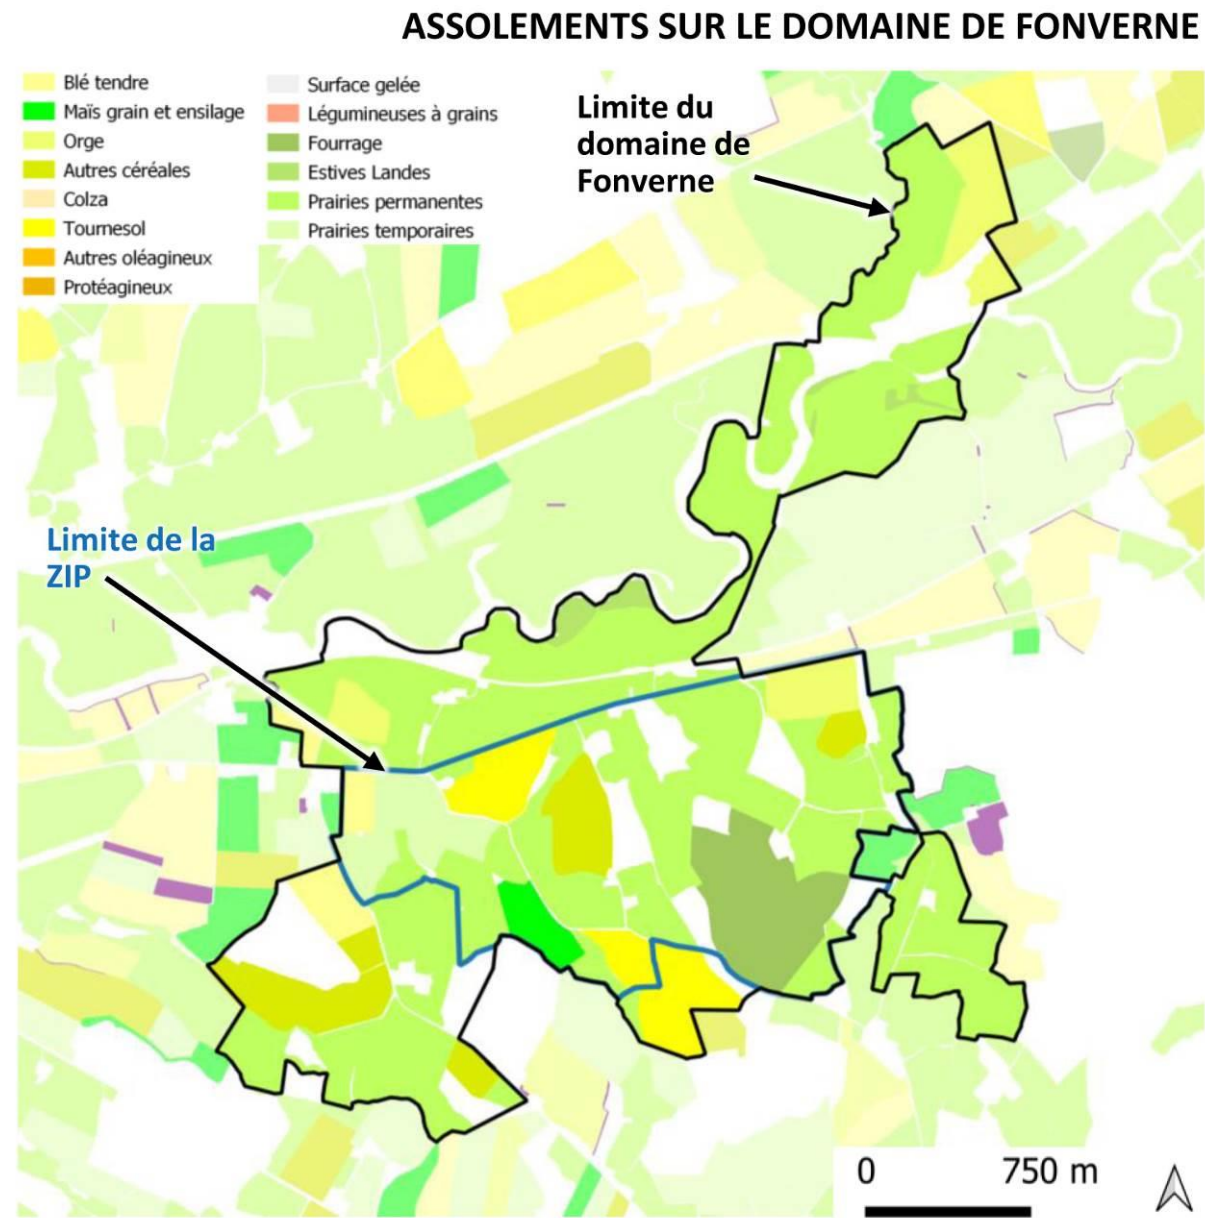 ASSOLEMENTS SUR LE DOMAINE DE FONVERNE
Blé tendre
Maïs grain et ensilage
Orge
Autres céréales
Colza
Tournesol
Autres oléagineux
Protéagineux
Surface gelée
Légumineuses à grains
Fourrage
Estives Landes
Prairies permanentes
Prairies temporaires
Limite du
domaine de
Fonverne
Limite de la
ZIP
0 750 m